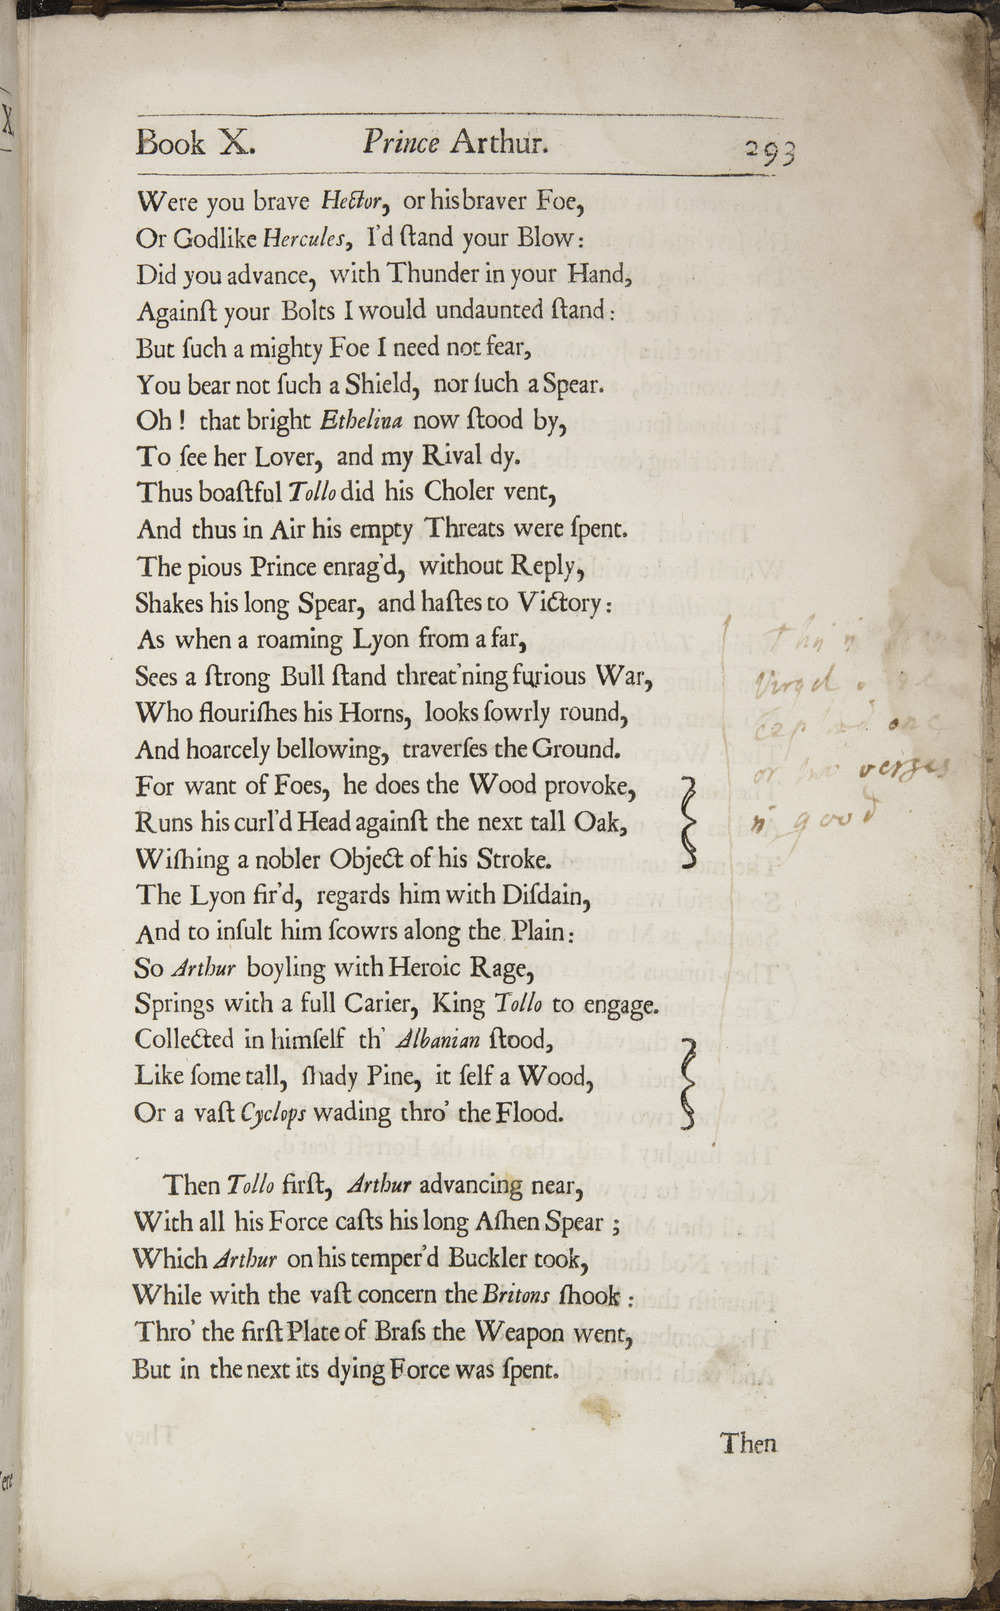 Book X. Prince Arthur. 293
Were you brave Hector, or his braver Foe,
Or Godlike Hercules, I'd ſtand your Blow:
Did you advance, with Thunder in your Hand,
Againſt your Bolts I would undaunted ſtand:
But ſuch a mighty Foe I need not fear,
You bear not ſuch a Shield, nor ſuch a Spear.
Oh! that bright Ethelina now ſtood by,
To ſee her Lover, and my Rival dy.
Thus boaſtful Tollo did his Choler vent,
And thus in Air his empty Threats were ſpent.
The pious Prince enrag'd, without Reply,
Shakes his long Spear, and haſtes to Victory:
As when a roaming Lyon from a far,
Sees a ſtrong Bull ſtand threat'ning furious War,
Who flouriſhes his Horns, looks ſowrly round,
And hoarcely bellowing, traverſes the Ground.
For want of Foes, he does the Wood provoke,
Runs his curl'd Head againſt the next tall Oak,
Wiſhing a nobler Object of his Stroke.
The Lyon fir'd, regards him with Diſdain,
And to inſult him ſcowrs along the Plain:
So Arthur boyling with Heroic Rage,
Springs with a full Carier, King Tollo to engage.
Collected in himſelf th' Albanian ſtood,
Like ſome tall, ſhady Pine, it ſelf a Wood,
Or a vaſt Cyclops wading thro' the Flood.
Then Tollo firſt, Arthur advancing near,
With all his Force caſts his long Aſhen Spear;
Which Arthur on his temper'd Buckler took,
While with the vaſt concern the Britons ſhook:
Thro' the firſt Plate of Braſs the Weapon went,
But in the next its dying Force was ſpent.
Then
Virgel
one
or two verses
good
ere
X